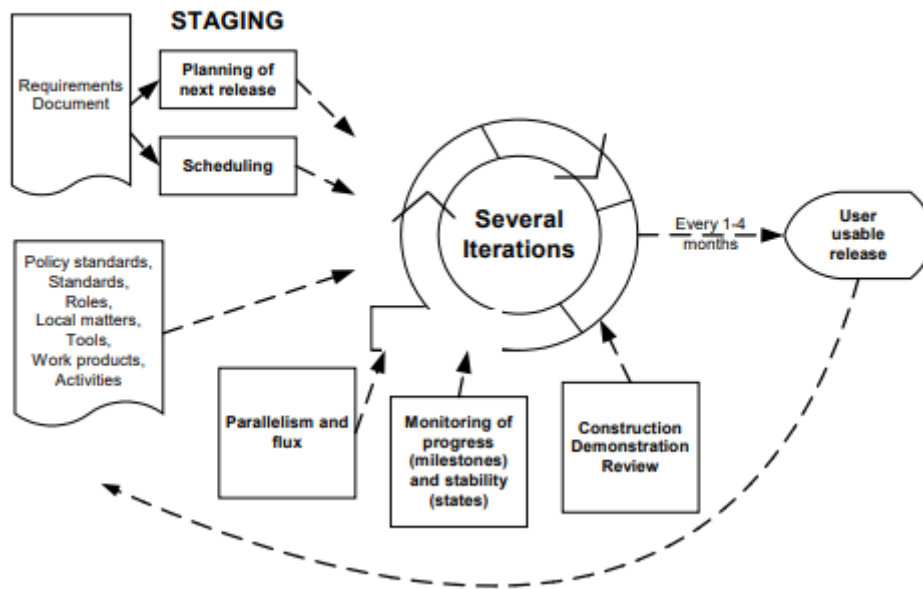 STAGING
Requirements
Document
Planning of
next release
Scheduling
Several
Iterations
Every 1-4
months
User
usable
release
Policy standards,
Standards,
Roles,
Local matters,
Tools,
Work products,
Activities
Parallelism and
flux
Monitoring of
progress
(milestones)
and stability
(states)
Construction
Demonstration
Review